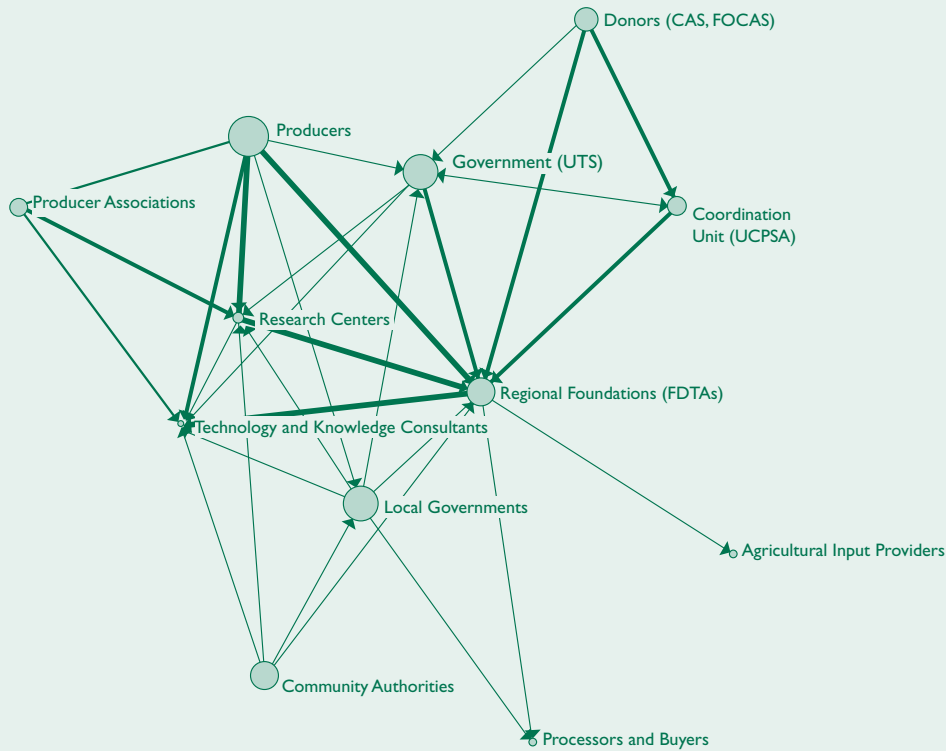 Donors (CAS, FOCAS)
Producers
Government (UTS)
Producer Associations
Coordination
Unit (UCPSA)
Research Centers
Regional Foundations (FDTAs)
Technology and Knowledge Consultants
Local Governments
Agricultural Input Providers
Community Authorities
Processors and Buyers